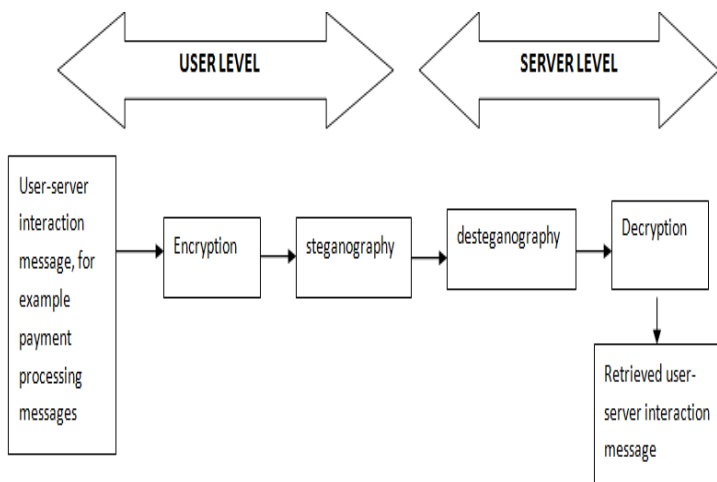 USER LEVEL
SERVER LEVEL
User-server
interaction
message, for
example
payment
processing
messages
Encryption
steganography
desteganography
Decryption
Retrieved user-
server interaction
message